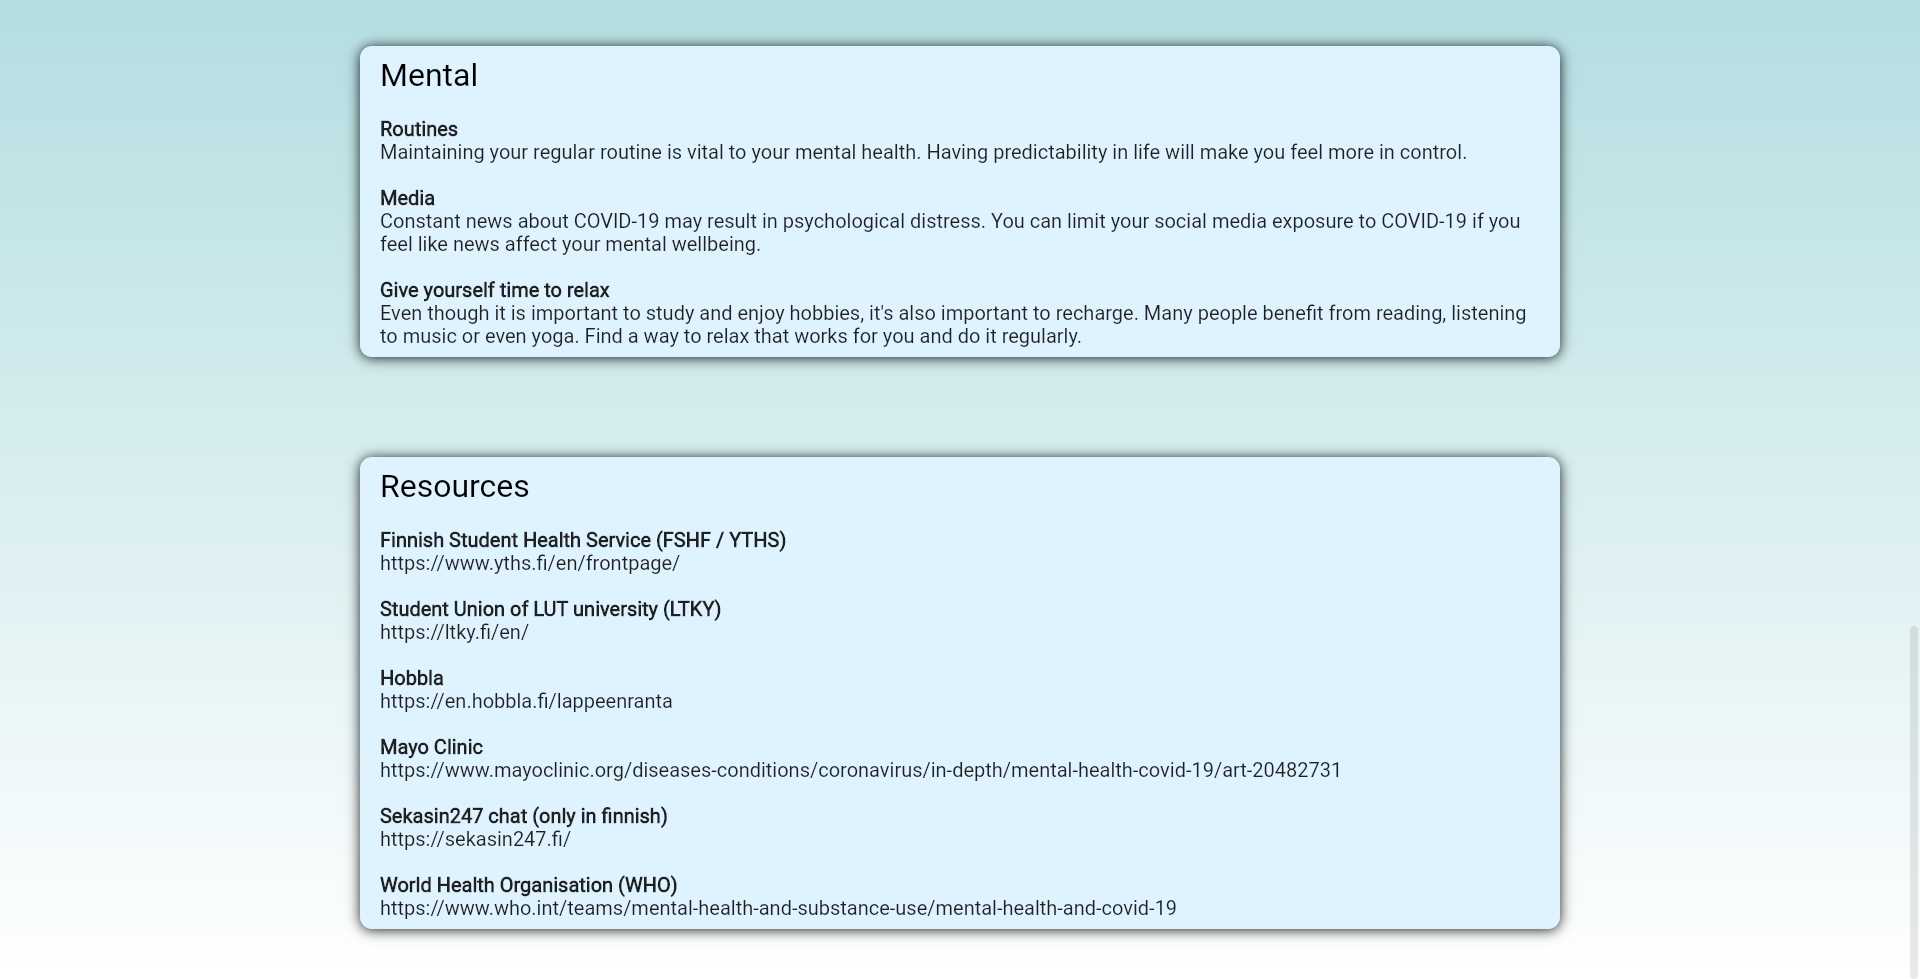 Mental
Routines
Maintaining your regular routine is vital to your mental health. Having predictability in life will make you feel more in control.
Media
Constant news about COVID-19 may result in psychological distress. You can limit your social media exposure to COVID-19 if you
feel like news affect your mental wellbeing.
Give yourself time to relax
Even though it is important to study and enjoy hobbies, it's also important to recharge. Many people benefit from reading, listening
to music or even yoga. Find a way to relax that works for you and do it regularly.
Resources
Finnish Student Health Service (FSHF / YTHS)
https://www.yths.fi/en/frontpage/
Student Union of LUT university (LTKY)
https://ltky.fi/en/
Hobbla
https://en.hobbla.fi/lappeenranta
Mayo Clinic
https://www.mayoclinic.org/diseases-conditions/coronavirus/in-depth/mental-health-covid-19/art-20482731
Sekasin247 chat (only in finnish)
https://sekasin247.fi/
World Health Organisation (WHO)
https://www.who.int/teams/mental-health-and-substance-use/mental-health-and-covid-19